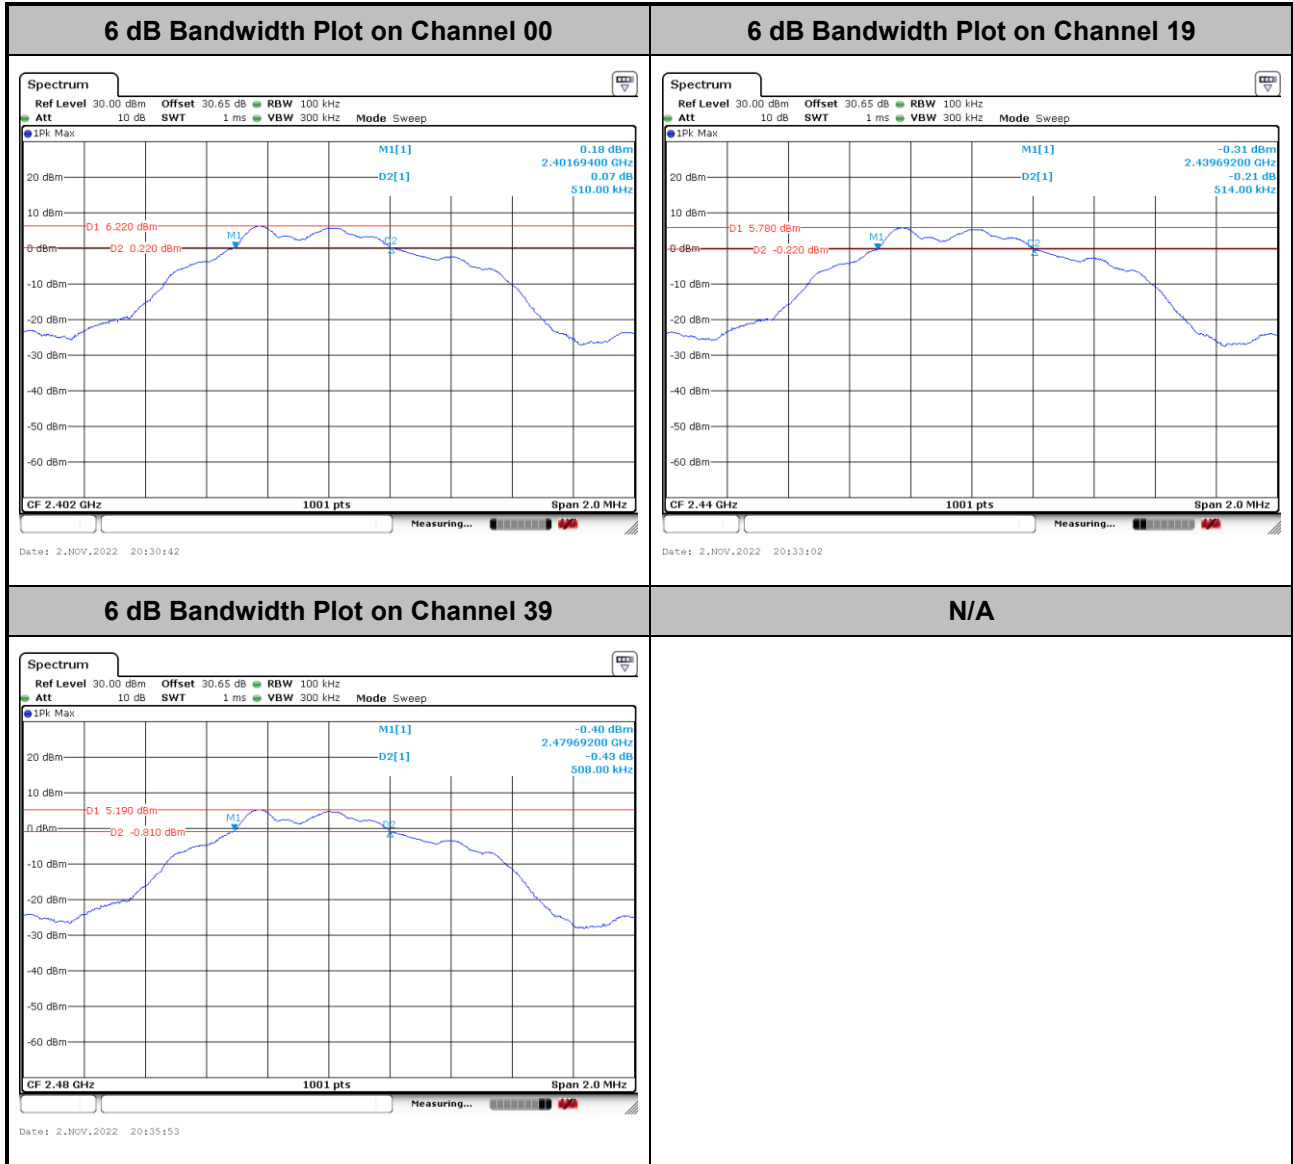 6 dB Bandwidth Plot on Channel 00
Spectrum
Ref Level 30.00 dBm Offset 30.65 dB RBW 100 kHz
Att 10 dB SWT 1 ms VBW 300 kHz Mode Sweep
1Pk Max
M1[1] 0.18 dBm
2.40169400 GHz
D2[1] 0.07 dB
510.00 kHz
20 dBm
10 dBm
D1 6.220 dBm
M1
D2
0 dBm
D2 0.220 dBm
-10 dBm
-20 dBm
-30 dBm
-40 dBm
-50 dBm
-60 dBm
CF 2.402 GHz 1001 pts Span 2.0 MHz
Measuring...
Date: 2.NOV.2022 20:30:42
6 dB Bandwidth Plot on Channel 19
Spectrum
Ref Level 30.00 dBm Offset 30.65 dB RBW 100 kHz
Att 10 dB SWT 1 ms VBW 300 kHz Mode Sweep
1Pk Max
M1[1] -0.31 dBm
2.43969200 GHz
D2[1] -0.21 dB
514.00 kHz
20 dBm
10 dBm
D1 5.780 dBm
M1
D2
0 dBm
D2 -0.220 dBm
-10 dBm
-20 dBm
-30 dBm
-40 dBm
-50 dBm
-60 dBm
CF 2.44 GHz 1001 pts Span 2.0 MHz
Measuring...
Date: 2.NOV.2022 20:33:02
6 dB Bandwidth Plot on Channel 39
Spectrum
Ref Level 30.00 dBm Offset 30.65 dB RBW 100 kHz
Att 10 dB SWT 1 ms VBW 300 kHz Mode Sweep
1Pk Max
M1[1] -0.40 dBm
2.47969200 GHz
D2[1] -0.43 dB
508.00 kHz
20 dBm
10 dBm
D1 5.190 dBm
M1
D2
0 dBm
D2 -0.810 dBm
-10 dBm
-20 dBm
-30 dBm
-40 dBm
-50 dBm
-60 dBm
CF 2.48 GHz 1001 pts Span 2.0 MHz
Measuring...
Date: 2.NOV.2022 20:35:53
N/A